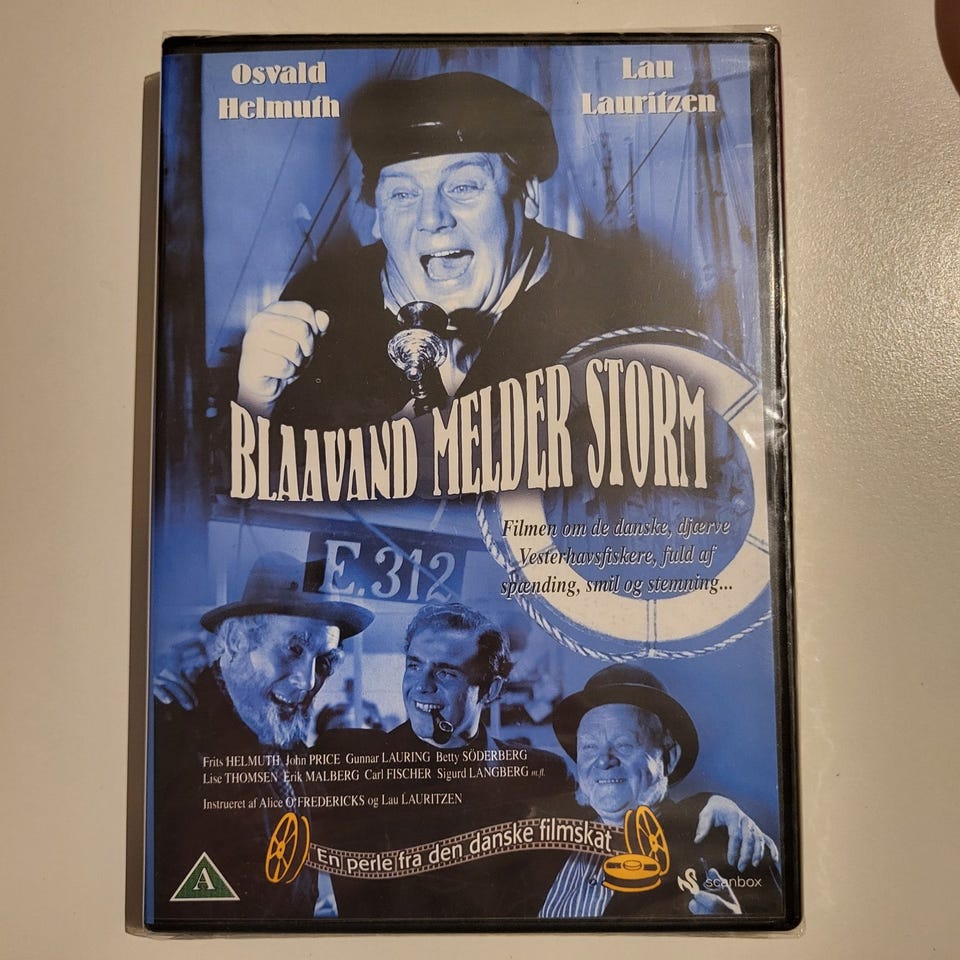 Osvald
Helmuth
Lau
Lauritzen
BLAAVAND MELDER STORM
Filmen om de danske, djærve
Vesterhavsfiskere, fuld af
spænding, smil og stemning...
E.312
Frits HELMUTH John PRICE Gunnar LAURING Betty SÖDERBERG
Lise THOMSEN Erik MALBERG Carl FISCHER Sigurd LANGBERG m.fl.
Instrueret af Alice O'FREDERICKS og Lau LAURITZEN
En perle fra den danske filmskat
A
scanbox